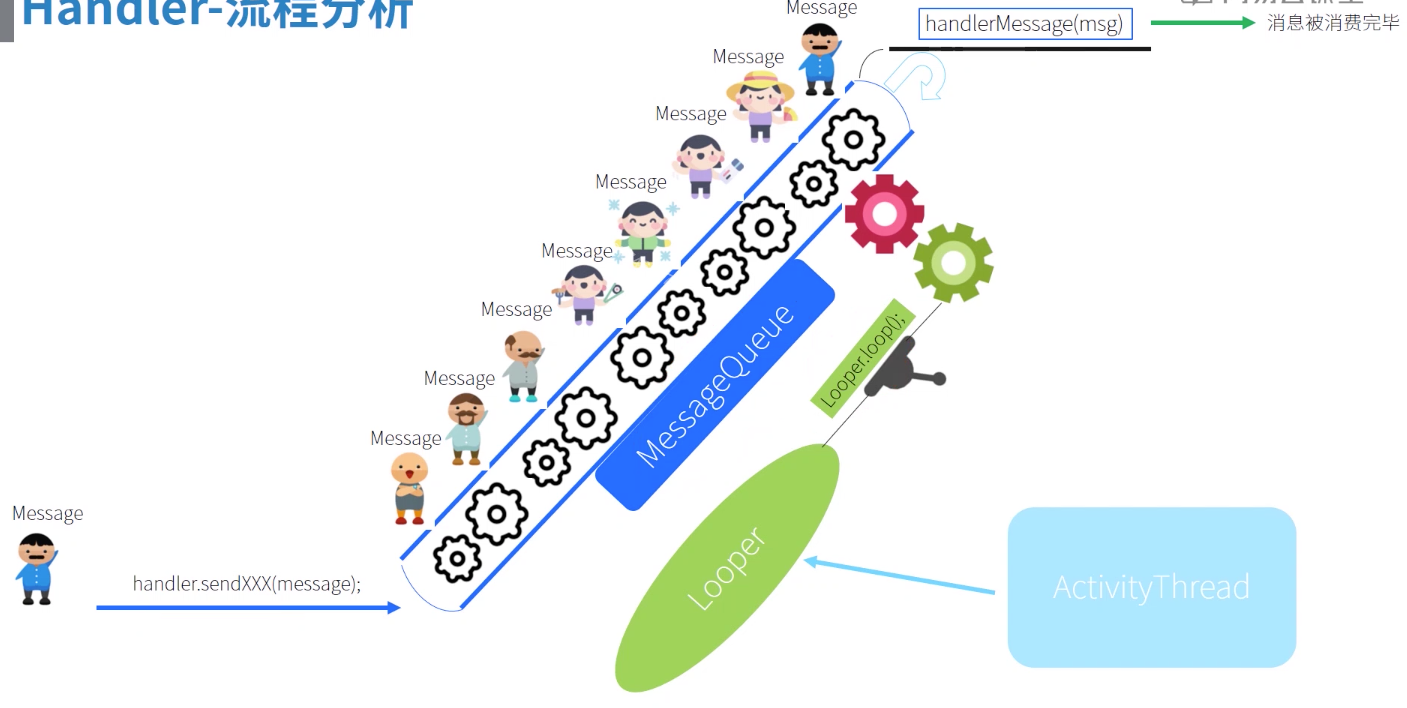 Handler-流程分析
Message
handlerMessage(msg)
消息被消费完毕
Message
Message
Message
Message
Message
Message
Message
Message
handler.sendXXX(message);
MessageQueue
Looper.loop();
Looper
ActivityThread